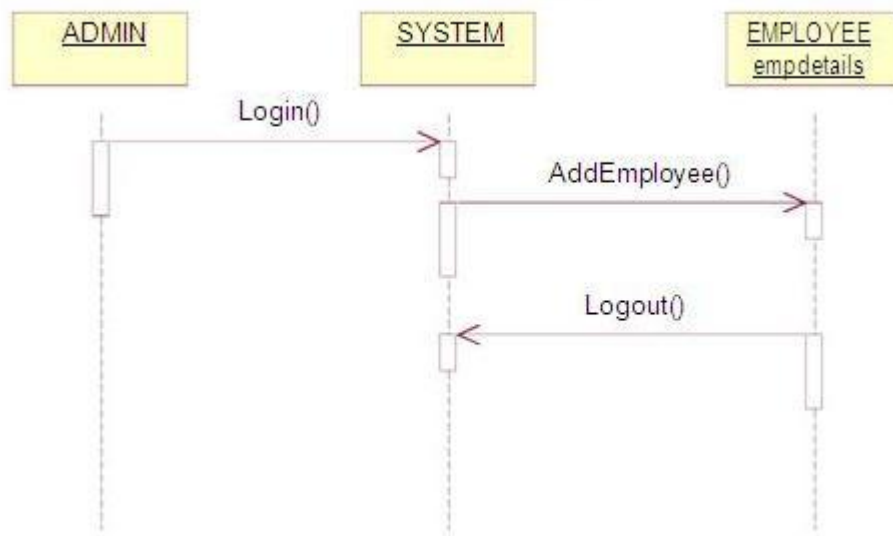 ADMIN
SYSTEM
EMPLOYEE
empdetails
Login()
AddEmployee()
Logout()